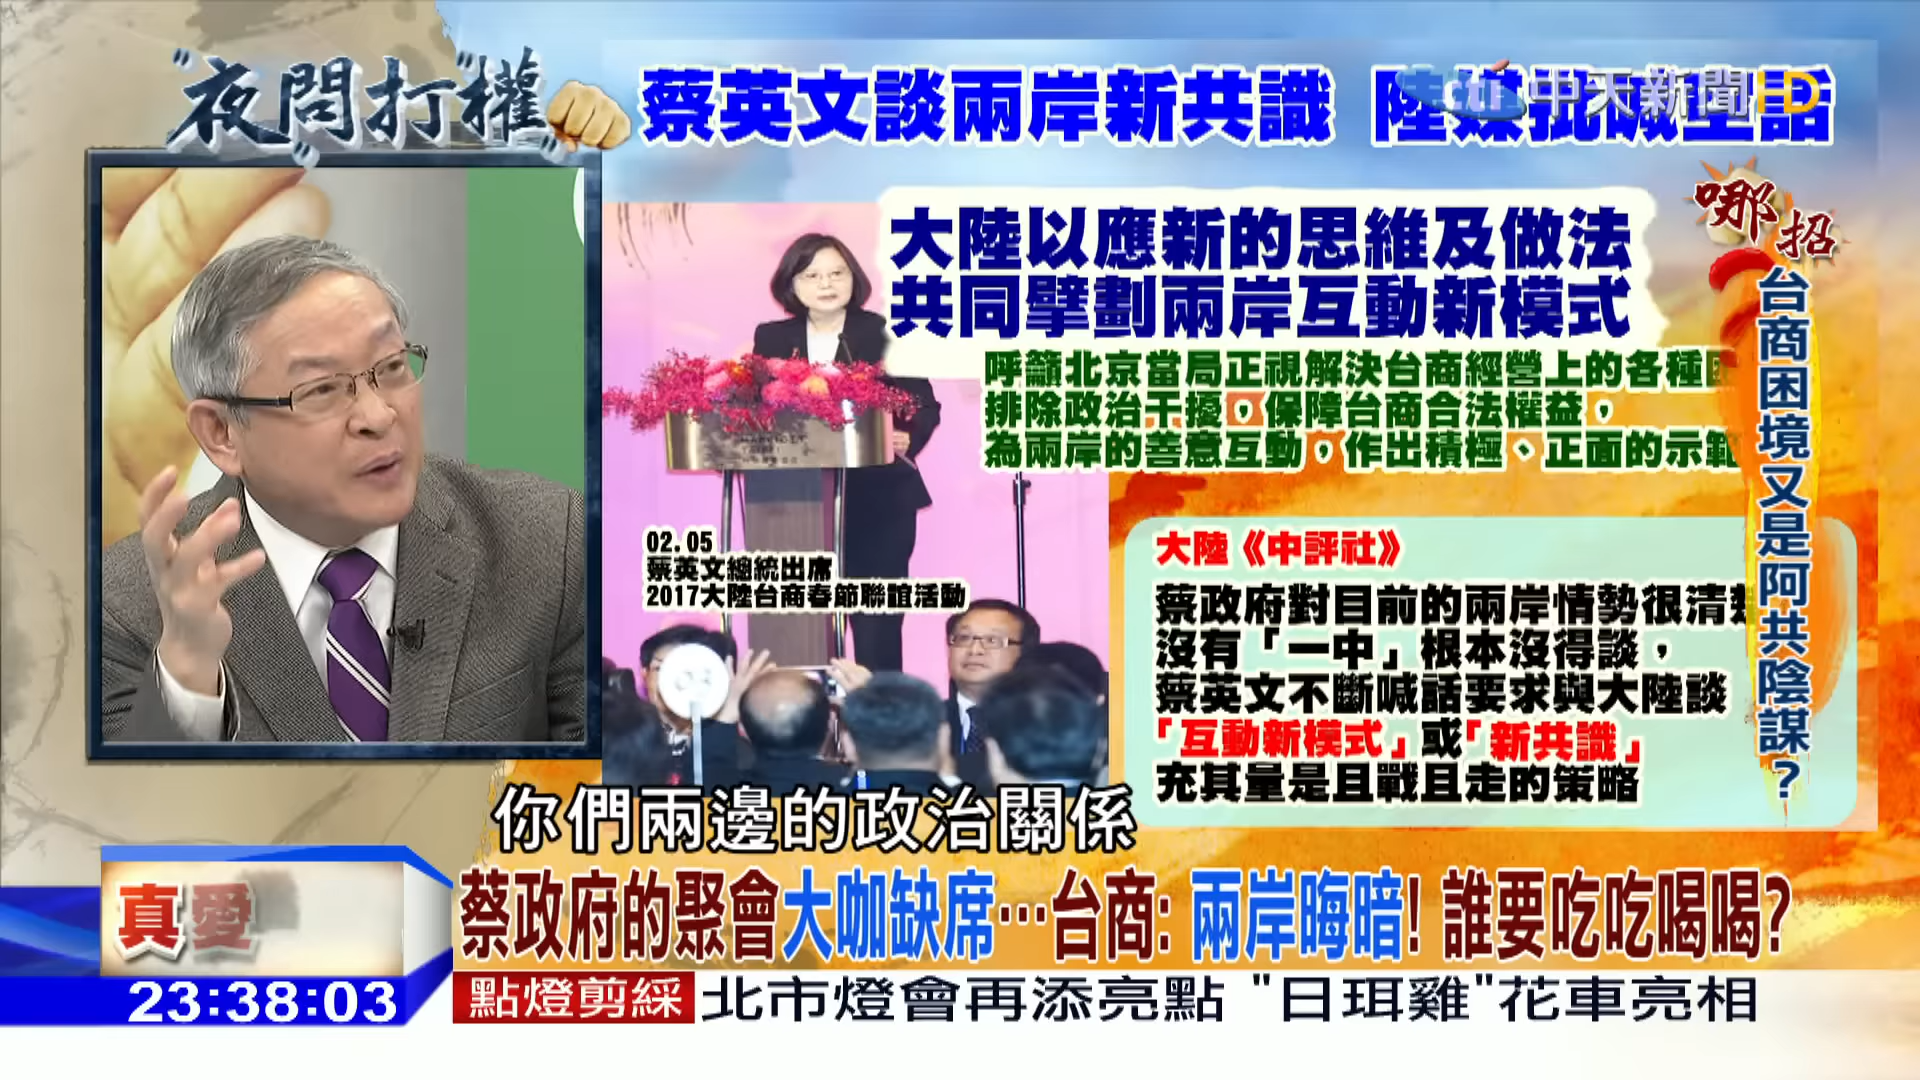 "夜"問打"權"
蔡英文談兩岸新共識 陸媒批喊空話
中天新聞HD
哪招
台商困境又是阿共陰謀？
大陸以應新的思維及做法
共同擘劃兩岸互動新模式
呼籲北京當局正視解決台商經營上的各種
排除政治干擾，保障台商合法權益，
為兩岸的善意互動，作出積極、正面的示範
02.05
蔡英文總統出席
2017大陸台商春節聯誼活動
大陸《中評社》
蔡政府對目前的兩岸情勢很清楚
沒有「一中」根本沒得談，
蔡英文不斷喊話要求與大陸談
「互動新模式」或「新共識」
充其量是且戰且走的策略
你們兩邊的政治關係
真愛
蔡政府的聚會大咖缺席…台商：兩岸晦暗！誰要吃吃喝喝？
23:38:03
點燈剪綵 北市燈會再添亮點 "日珥雞"花車亮相